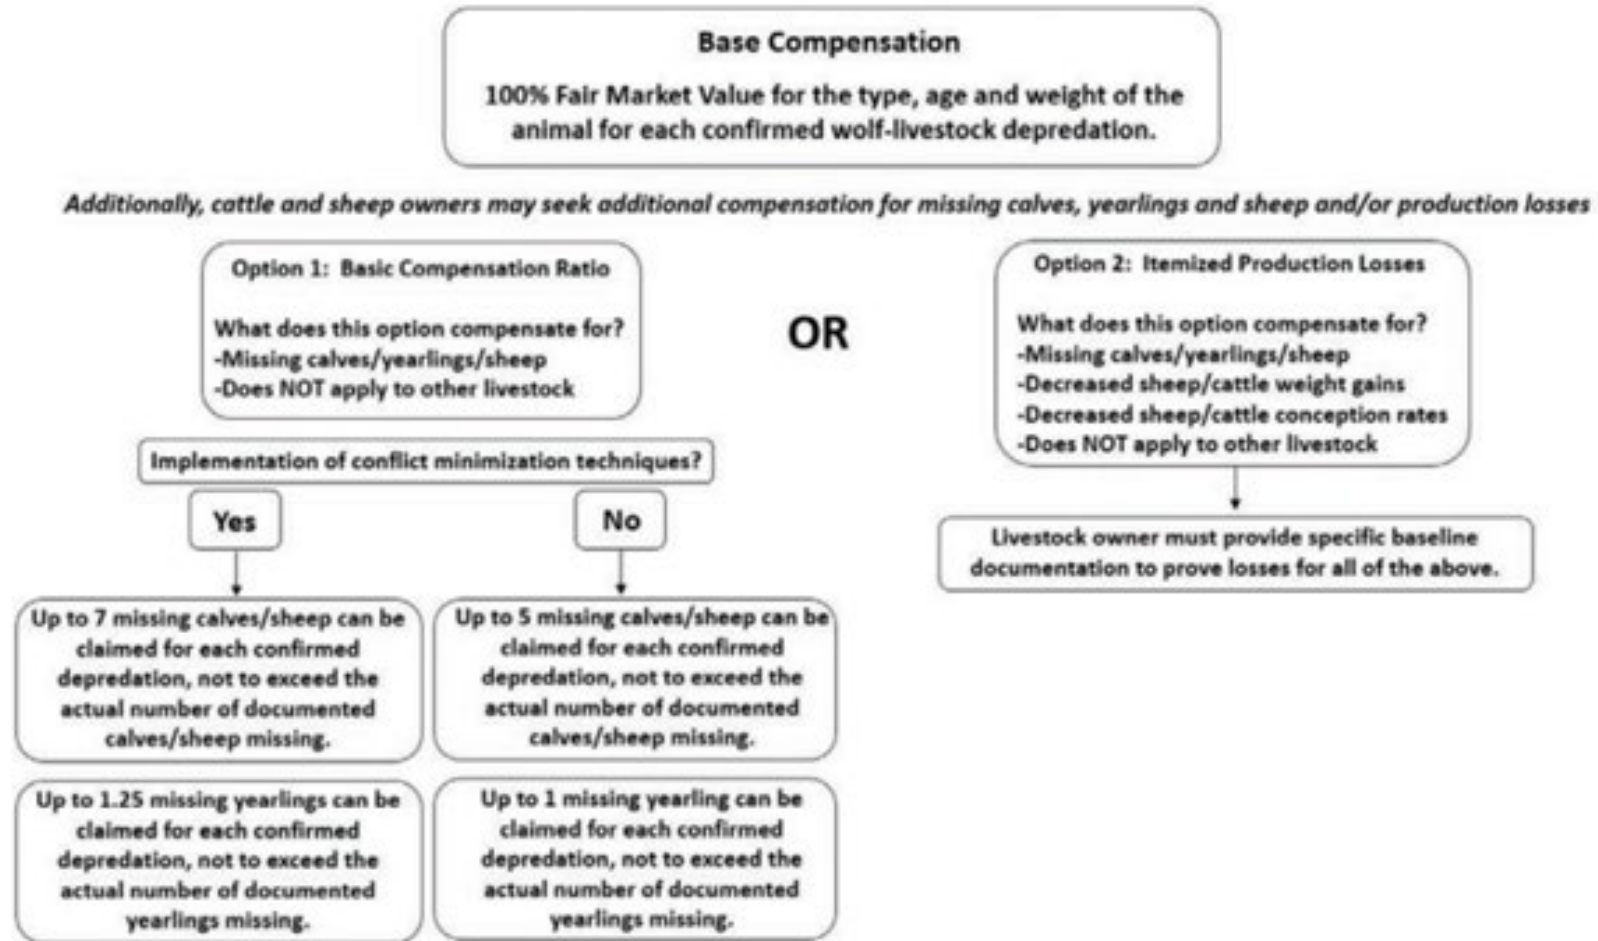 Base Compensation
100% Fair Market Value for the type, age and weight of the
animal for each confirmed wolf-livestock depredation.
Additionally, cattle and sheep owners may seek additional compensation for missing calves, yearlings and sheep and/or production losses
Option 1: Basic Compensation Ratio
What does this option compensate for?
-Missing calves/yearlings/sheep
-Does NOT apply to other livestock
OR
Option 2: Itemized Production Losses
What does this option compensate for?
-Missing calves/yearlings/sheep
-Decreased sheep/cattle weight gains
-Decreased sheep/cattle conception rates
-Does NOT apply to other livestock
Implementation of conflict minimization techniques?
Yes
No
Livestock owner must provide specific baseline
documentation to prove losses for all of the above.
Up to 7 missing calves/sheep can be
claimed for each confirmed
depredation, not to exceed the
actual number of documented
calves/sheep missing.
Up to 5 missing calves/sheep can be
claimed for each confirmed
depredation, not to exceed the
actual number of documented
calves/sheep missing.
Up to 1.25 missing yearlings can be
claimed for each confirmed
depredation, not to exceed the
actual number of documented
yearlings missing.
Up to 1 missing yearling can be
claimed for each confirmed
depredation, not to exceed the
actual number of documented
yearlings missing.